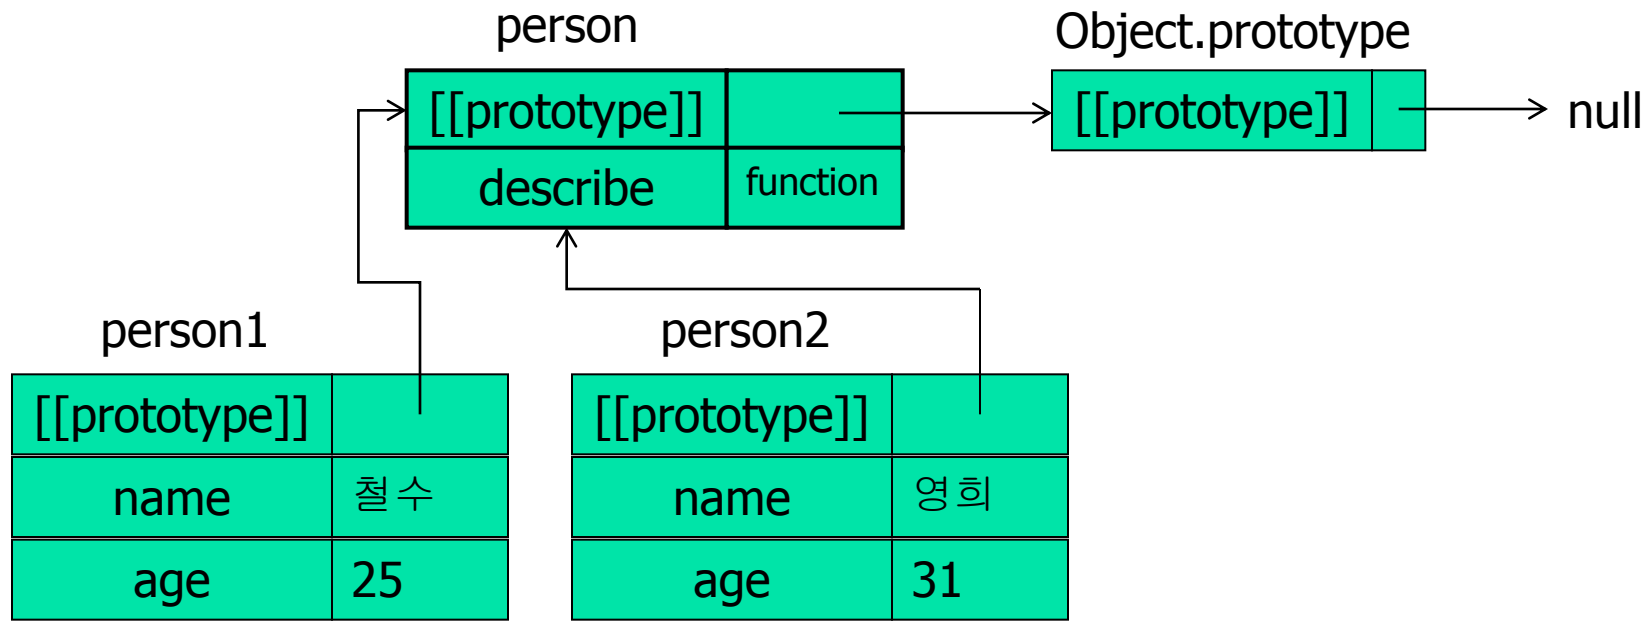 person
Object.prototype
[[prototype]]
[[prototype]]
null
describe
function
person1
person2
[[prototype]]
[[prototype]]
name
철수
name
영희
age
25
age
31